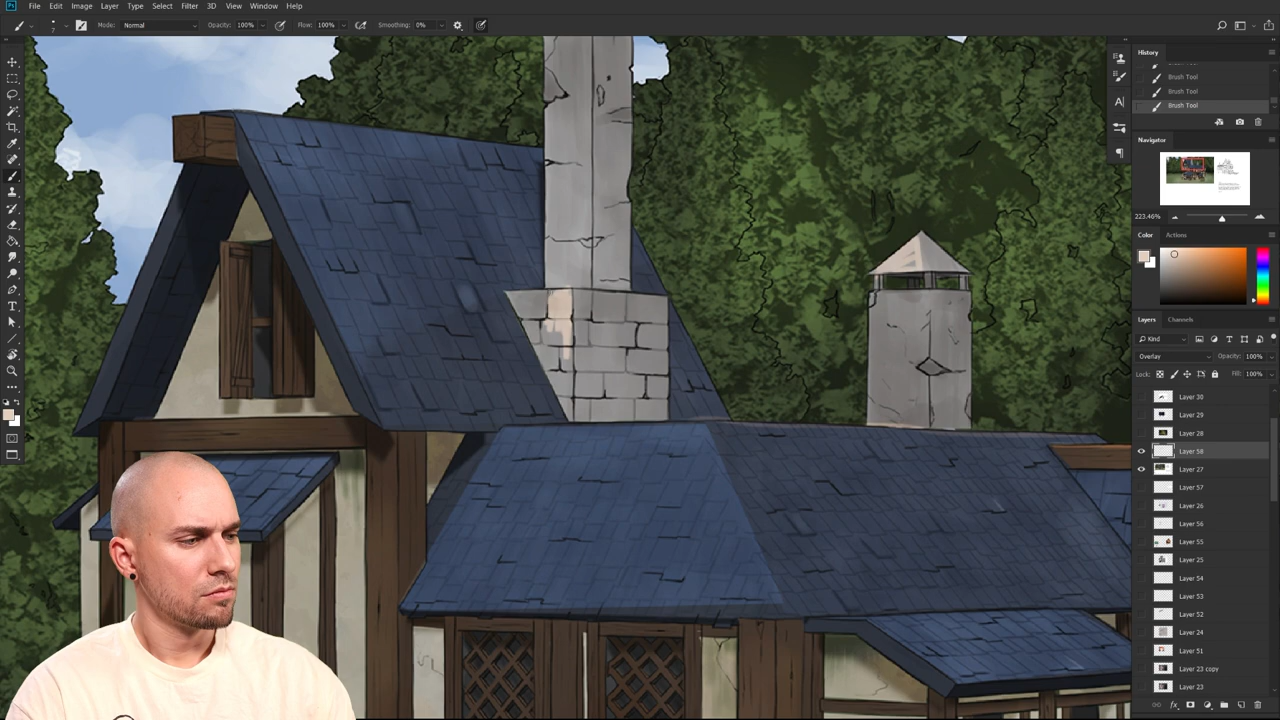 Ps File Edit Image Layer Type Select Filter 3D View Window Help
Mode: Normal Opacity: 100% Flow: 100% Smoothing: 0%
History
Brush Tool
Brush Tool
Brush Tool
Navigator
223.46%
Color Actions
Layers Channels
Kind
Overlay Opacity: 100%
Lock: Fill: 100%
Layer 30
Layer 29
Layer 28
Layer 58
Layer 27
Layer 57
Layer 26
Layer 56
Layer 55
Layer 25
Layer 54
Layer 53
Layer 52
Layer 24
Layer 51
Layer 23 copy
Layer 23